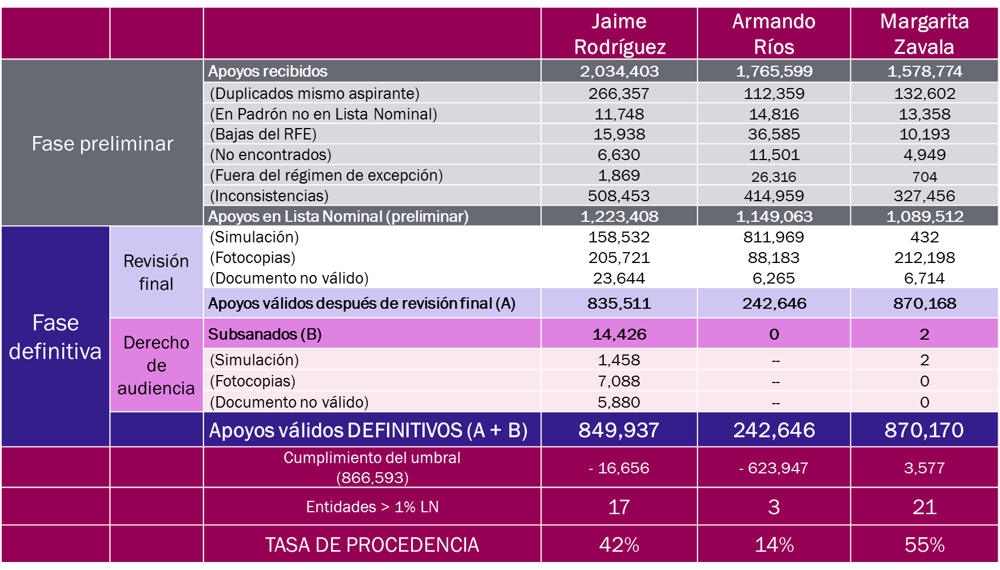 Jaime Rodríguez Armando Ríos Margarita Zavala
Fase preliminar
Apoyos recibidos 2,034,403 1,765,599 1,578,774
(Duplicados mismo aspirante) 266,357 112,359 132,602
(En Padrón no en Lista Nominal) 11,748 14,816 13,358
(Bajas del RFE) 15,938 36,585 10,193
(No encontrados) 6,630 11,501 4,949
(Fuera del régimen de excepción) 1,869 26,316 704
(Inconsistencias) 508,453 414,959 327,456
Apoyos en Lista Nominal (preliminar) 1,223,408 1,149,063 1,089,512
Fase definitiva
Revisión final
(Simulación) 158,532 811,969 432
(Fotocopias) 205,721 88,183 212,198
(Documento no válido) 23,644 6,265 6,714
Apoyos válidos después de revisión final (A) 835,511 242,646 870,168
Derecho de audiencia
Subsanados (B) 14,426 0 2
(Simulación) 1,458 -- 2
(Fotocopias) 7,088 -- 0
(Documento no válido) 5,880 -- 0
Apoyos válidos DEFINITIVOS (A + B) 849,937 242,646 870,170
Cumplimiento del umbral (866,593) - 16,656 - 623,947 3,577
Entidades > 1% LN 17 3 21
TASA DE PROCEDENCIA 42% 14% 55%